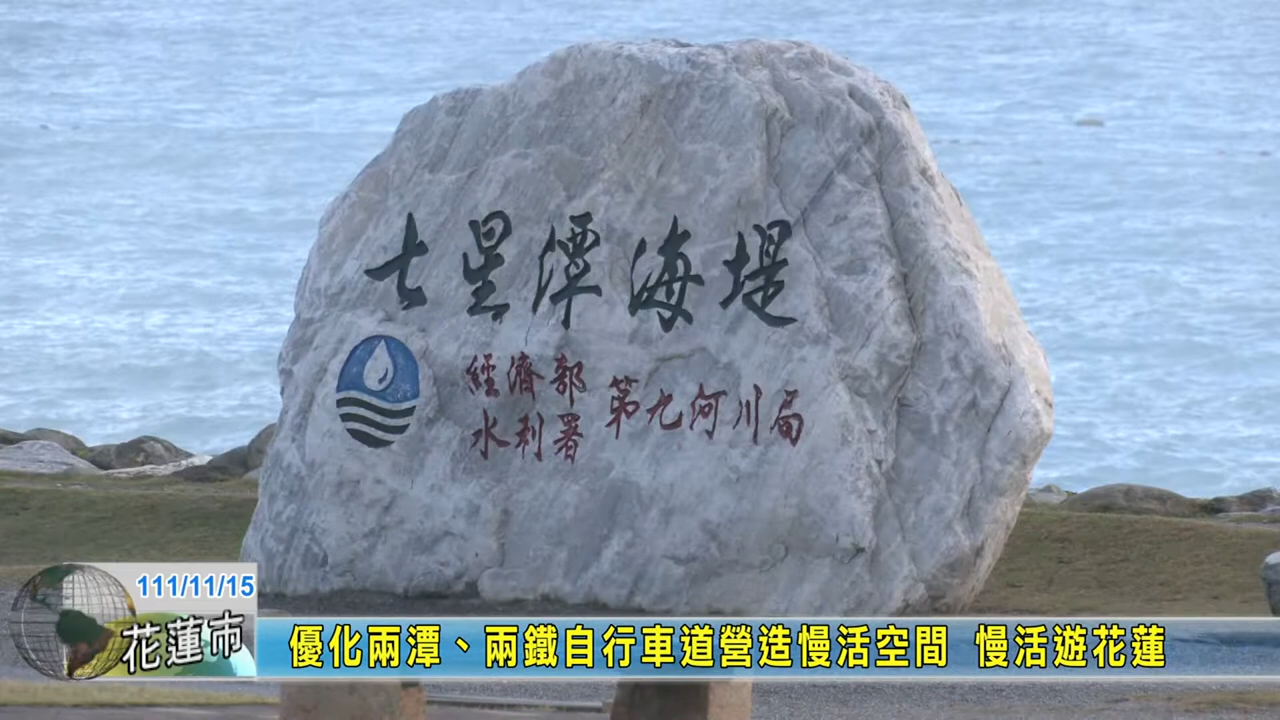 七星潭海堤
經濟部
水利署
第九河川局
111/11/15
花蓮市
優化兩潭、兩鐵自行車道營造慢活空間 慢活遊花蓮